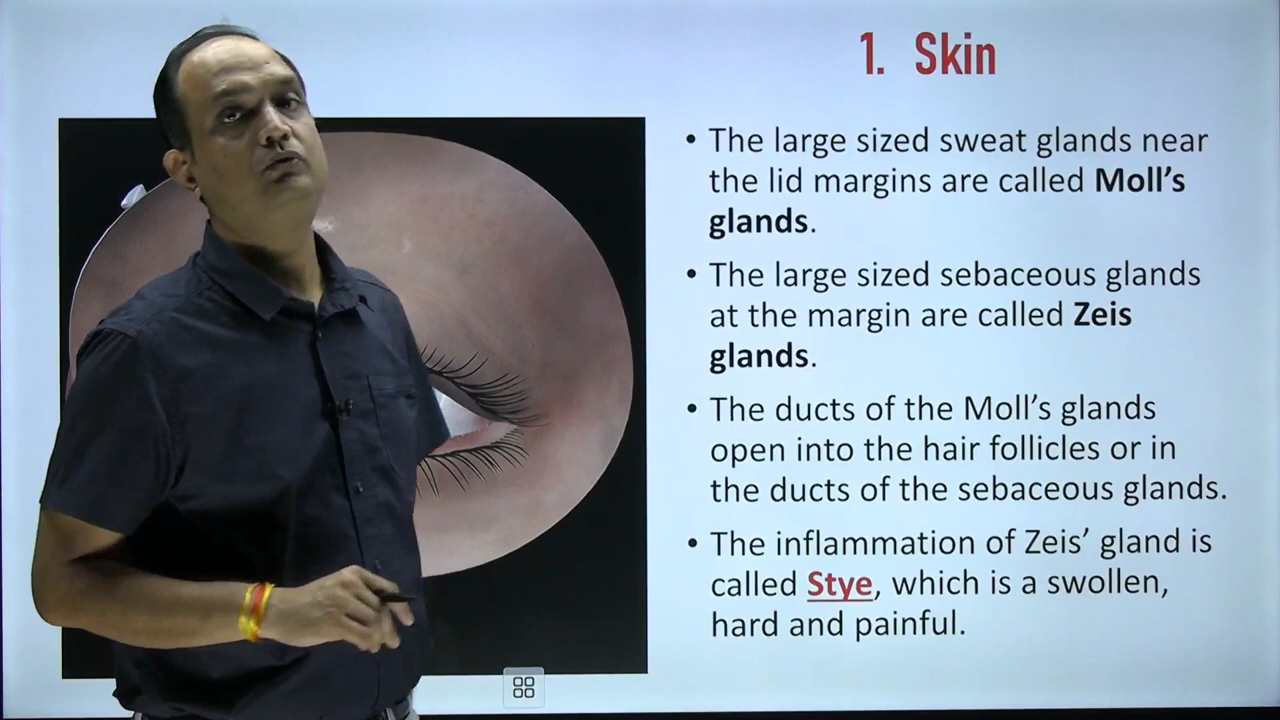 1. Skin
• The large sized sweat glands near
the lid margins are called Moll’s
glands.
• The large sized sebaceous glands
at the margin are called Zeis
glands.
• The ducts of the Moll’s glands
open into the hair follicles or in
the ducts of the sebaceous glands.
• The inflammation of Zeis’ gland is
called Stye, which is a swollen,
hard and painful.